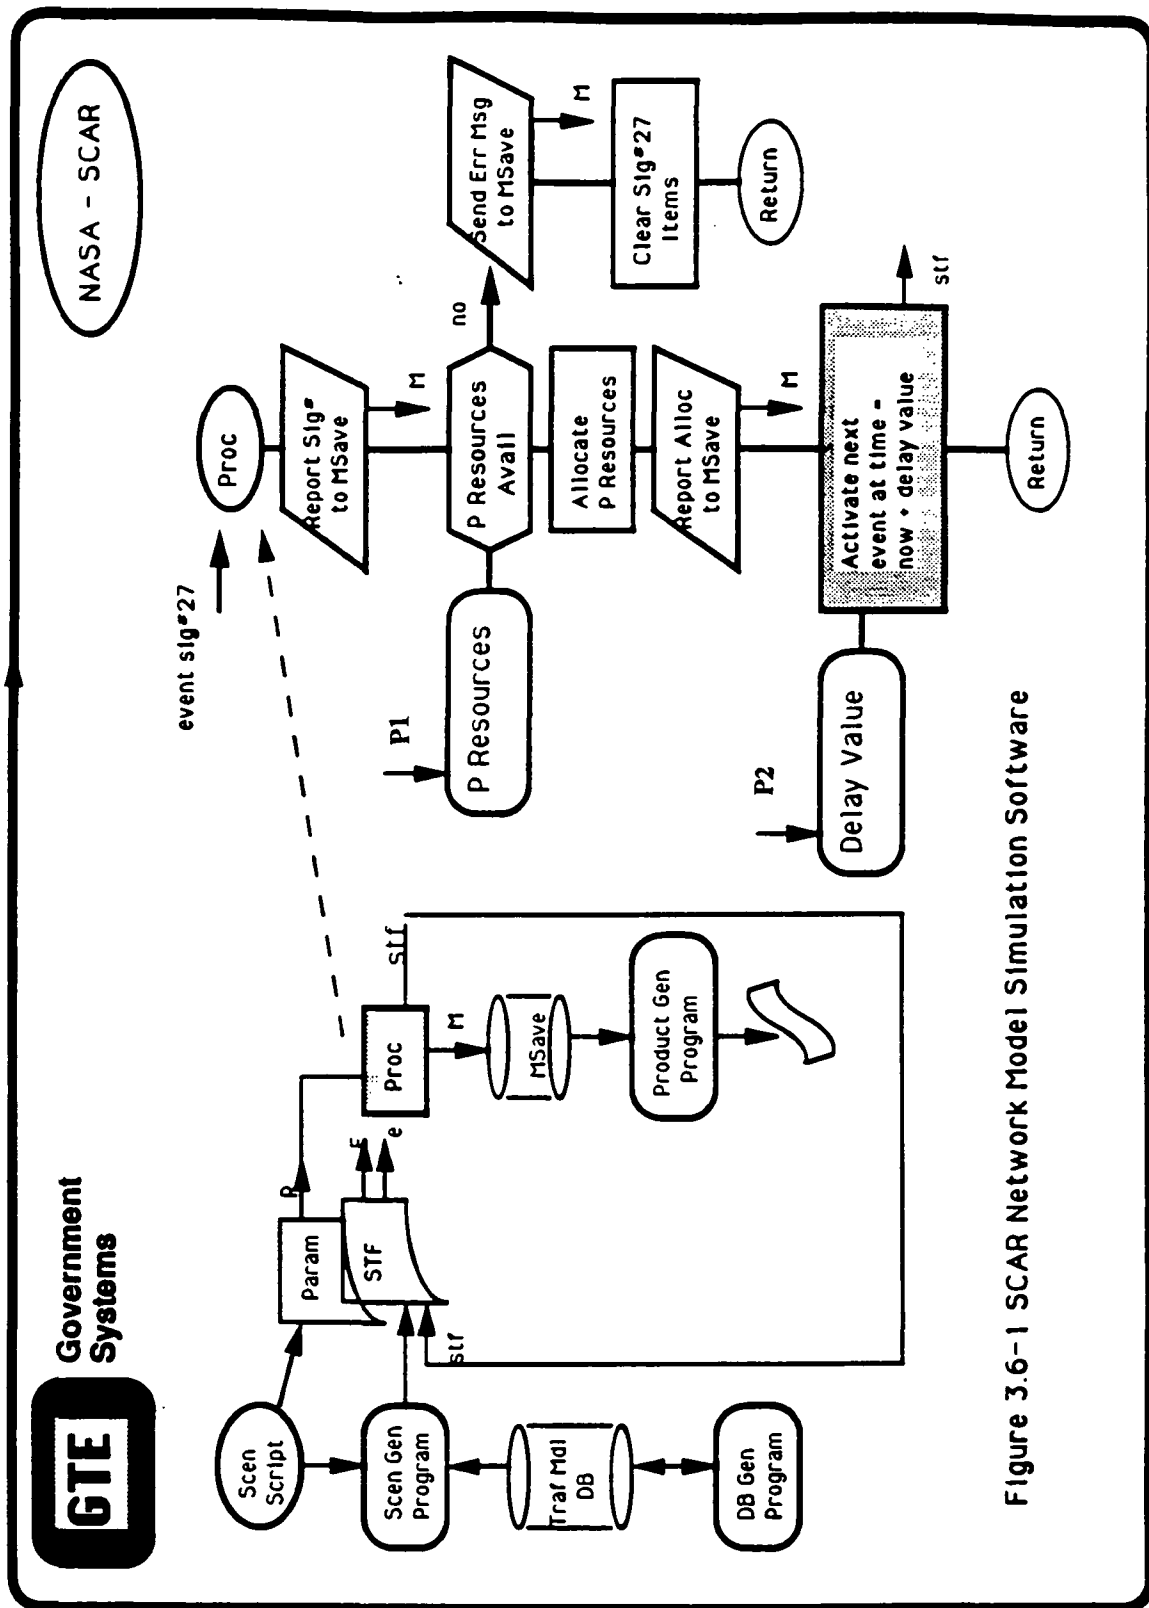 GTE
Government
Systems
NASA - SCAR
Scen
Script
Scen Gen
Program
Traf Mdl
DB
DB Gen
Program
Param
STF
R
E
e
stf
Proc
stf
M
MSave
Product Gen
Program
event sig#27
Proc
Report Sig#
to MSave
M
P1
P Resources
P Resources
Avail
no
Send Err Msg
to MSave
M
Clear Sig#27
Items
Return
Allocate
P Resources
Report Alloc
to MSave
M
P2
Delay Value
Activate next
event at time =
now + delay value
stf
Return
Figure 3.6-1 SCAR Network Model Simulation Software